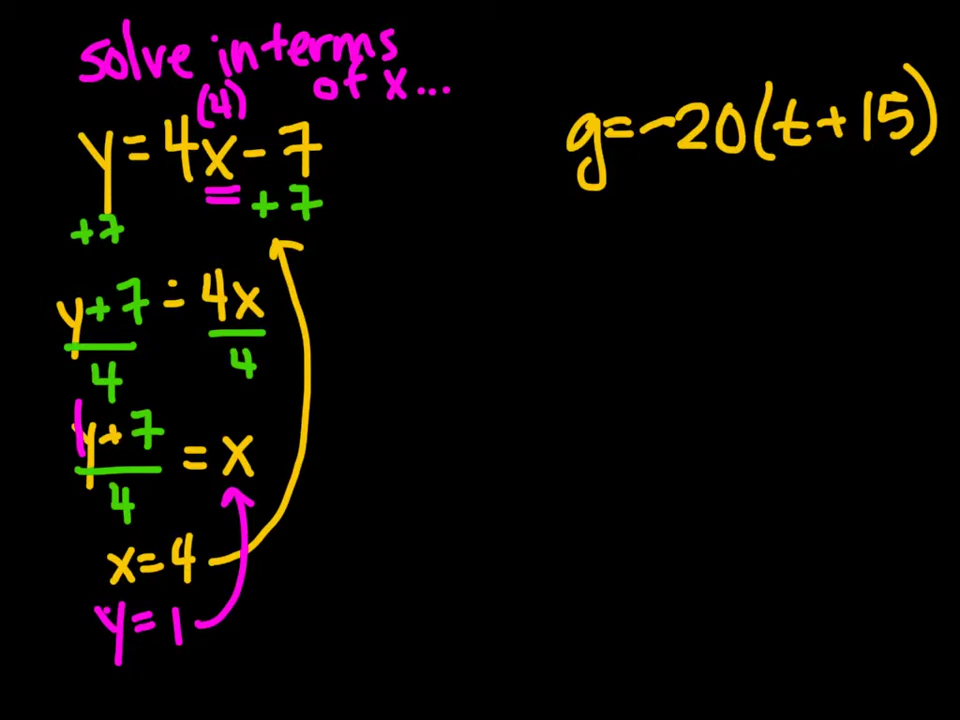 solve in terms
of x...
(4)
y = 4x - 7
+7 +7
y + 7 = 4x
4 4
1
y + 7 = x
4
x = 4
y = 1
g = -20(t + 15)